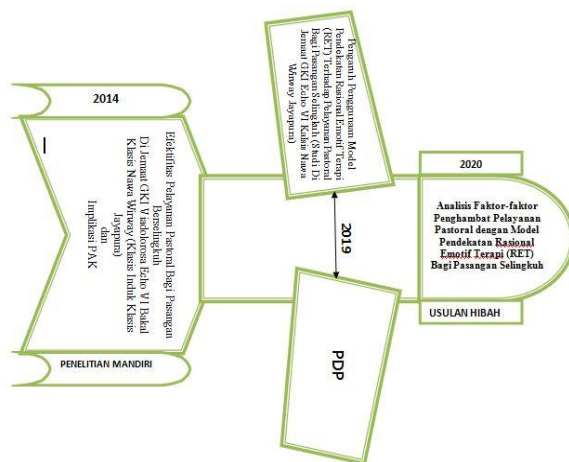 2014
Efektifitas Pelayanan Pastoral Bagi Pasangan
Berselingkuh
Di Jemaat GKI Viadolorosa Echo VI Bakal
Klasis Nawa Wirway (Klasis Induk Klasis
Jayapura)
dan
Implikasi PAK
PENELITIAN MANDIRI
Pengaruh Penggunaan Model
Pendekatan Rasional Emotif Terapi
(RET) Terhadap Pelayanan Pastoral
Bagi Pasangan Selingkuh (Studi Di
Jemaat GKI Echo VI Kalsis Nawa
Wirway Jayapura)
2019
PDP
2020
Analisis Faktor-faktor
Penghambat Pelayanan
Pastoral dengan Model
Pendekatan Rasional
Emotif Terapi (RET)
Bagi Pasangan Selingkuh
USULAN HIBAH